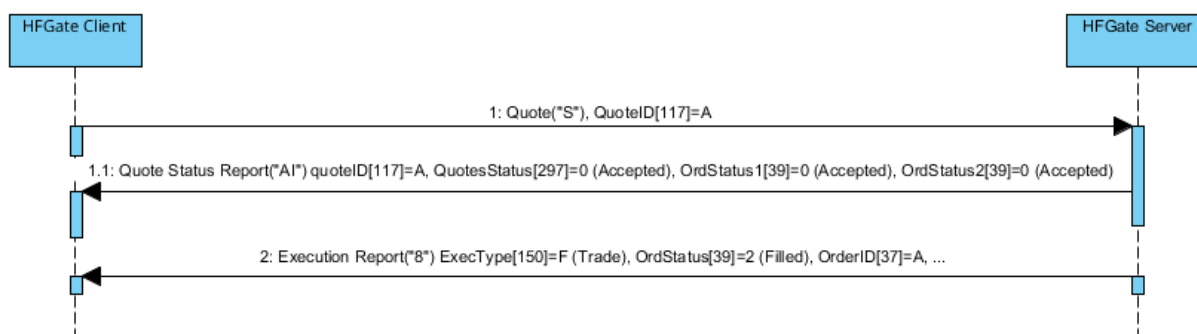 HFGate Client
HFGate Server
1: Quote("S"), QuoteID[117]=A
1.1: Quote Status Report("AI") quoteID[117]=A, QuotesStatus[297]=0 (Accepted), OrdStatus1[39]=0 (Accepted), OrdStatus2[39]=0 (Accepted)
2: Execution Report("8") ExecType[150]=F (Trade), OrdStatus[39]=2 (Filled), OrderID[37]=A, ...